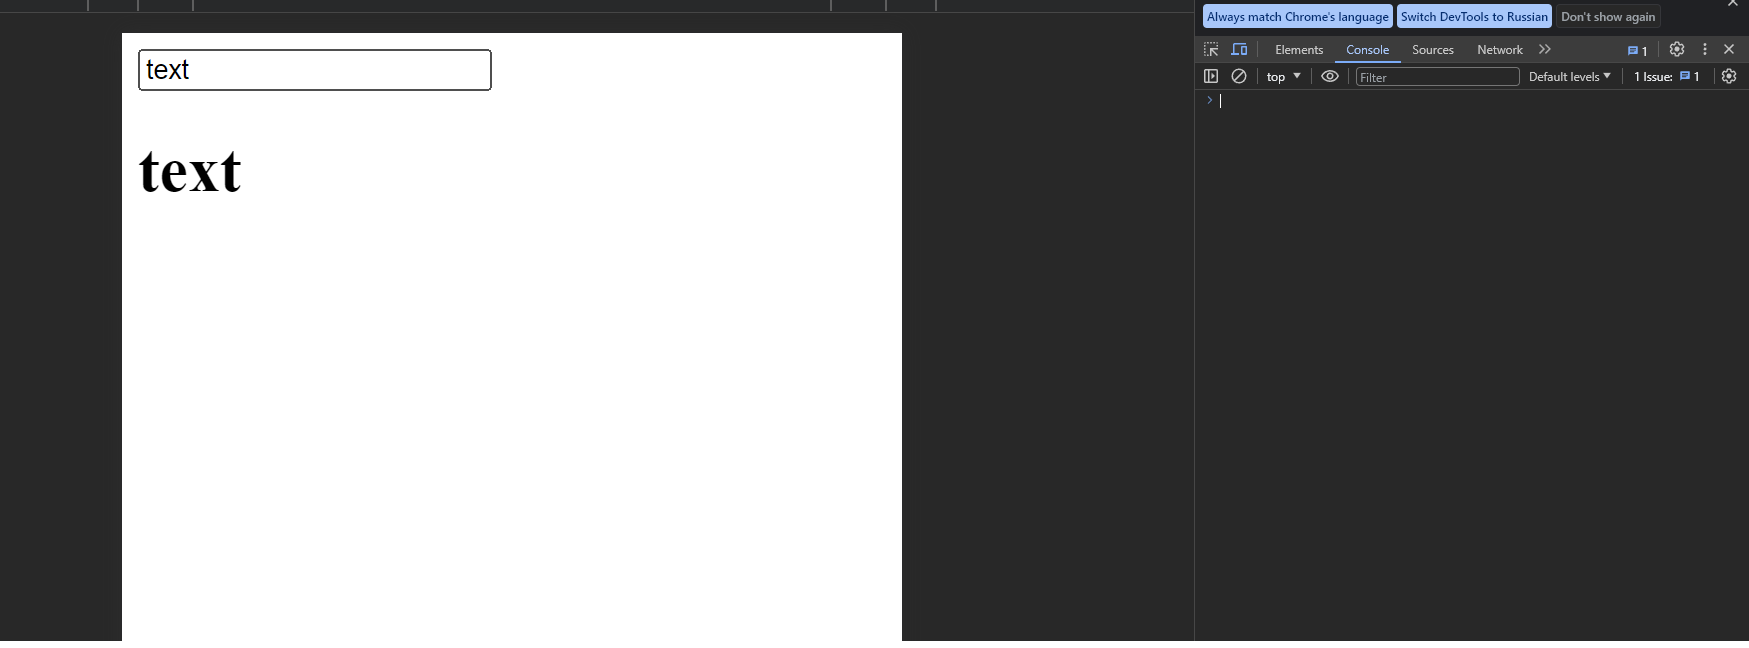 text
text
Always match Chrome's language Switch DevTools to Russian Don't show again
Elements Console Sources Network 1
top Filter Default levels 1 Issue: 1